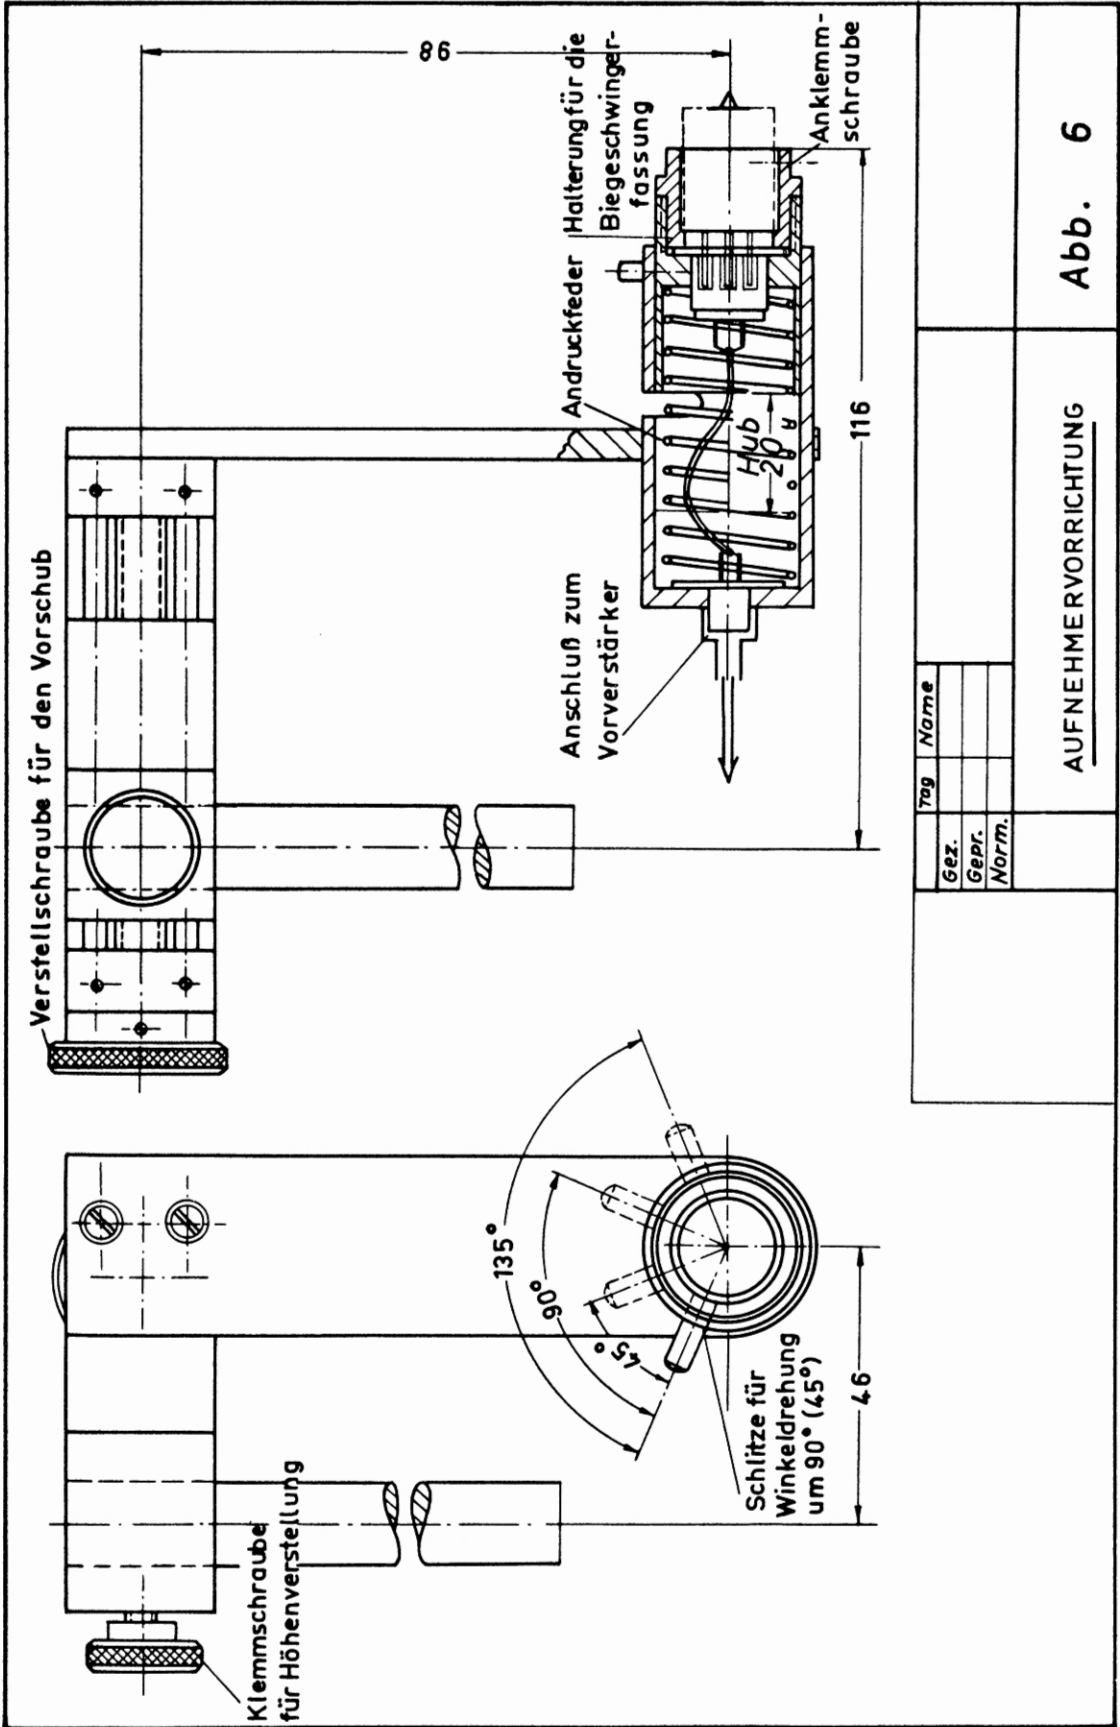 Verstellschraube für den Vorschub
98
Halterung für die
Biegeschwinger-
fassung
Anklemm-
schraube
Andruckfeder
Hub
20
Anschluß zum
Vorverstärker
116
Klemmschraube
für Höhenverstellung
135°
90°
45°
Schlitze für
Winkeldrehung
um 90° (45°)
46
Tag Name
Gez.
Gepr.
Norm.
AUFNEHMERVORRICHTUNG
Abb. 6